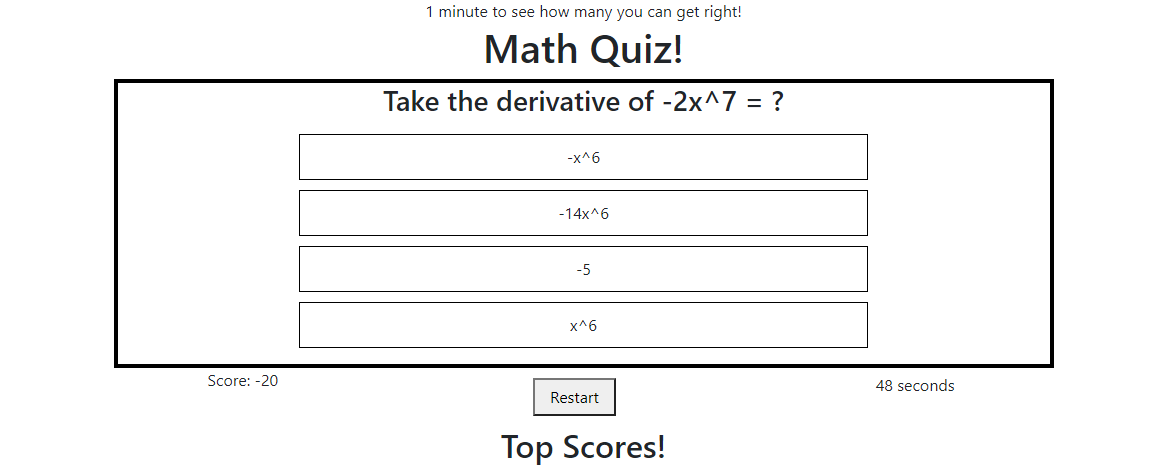 1 minute to see how many you can get right!
Math Quiz!
Take the derivative of -2x^7 = ?
-x^6
-14x^6
-5
x^6
Score: -20
Restart
48 seconds
Top Scores!